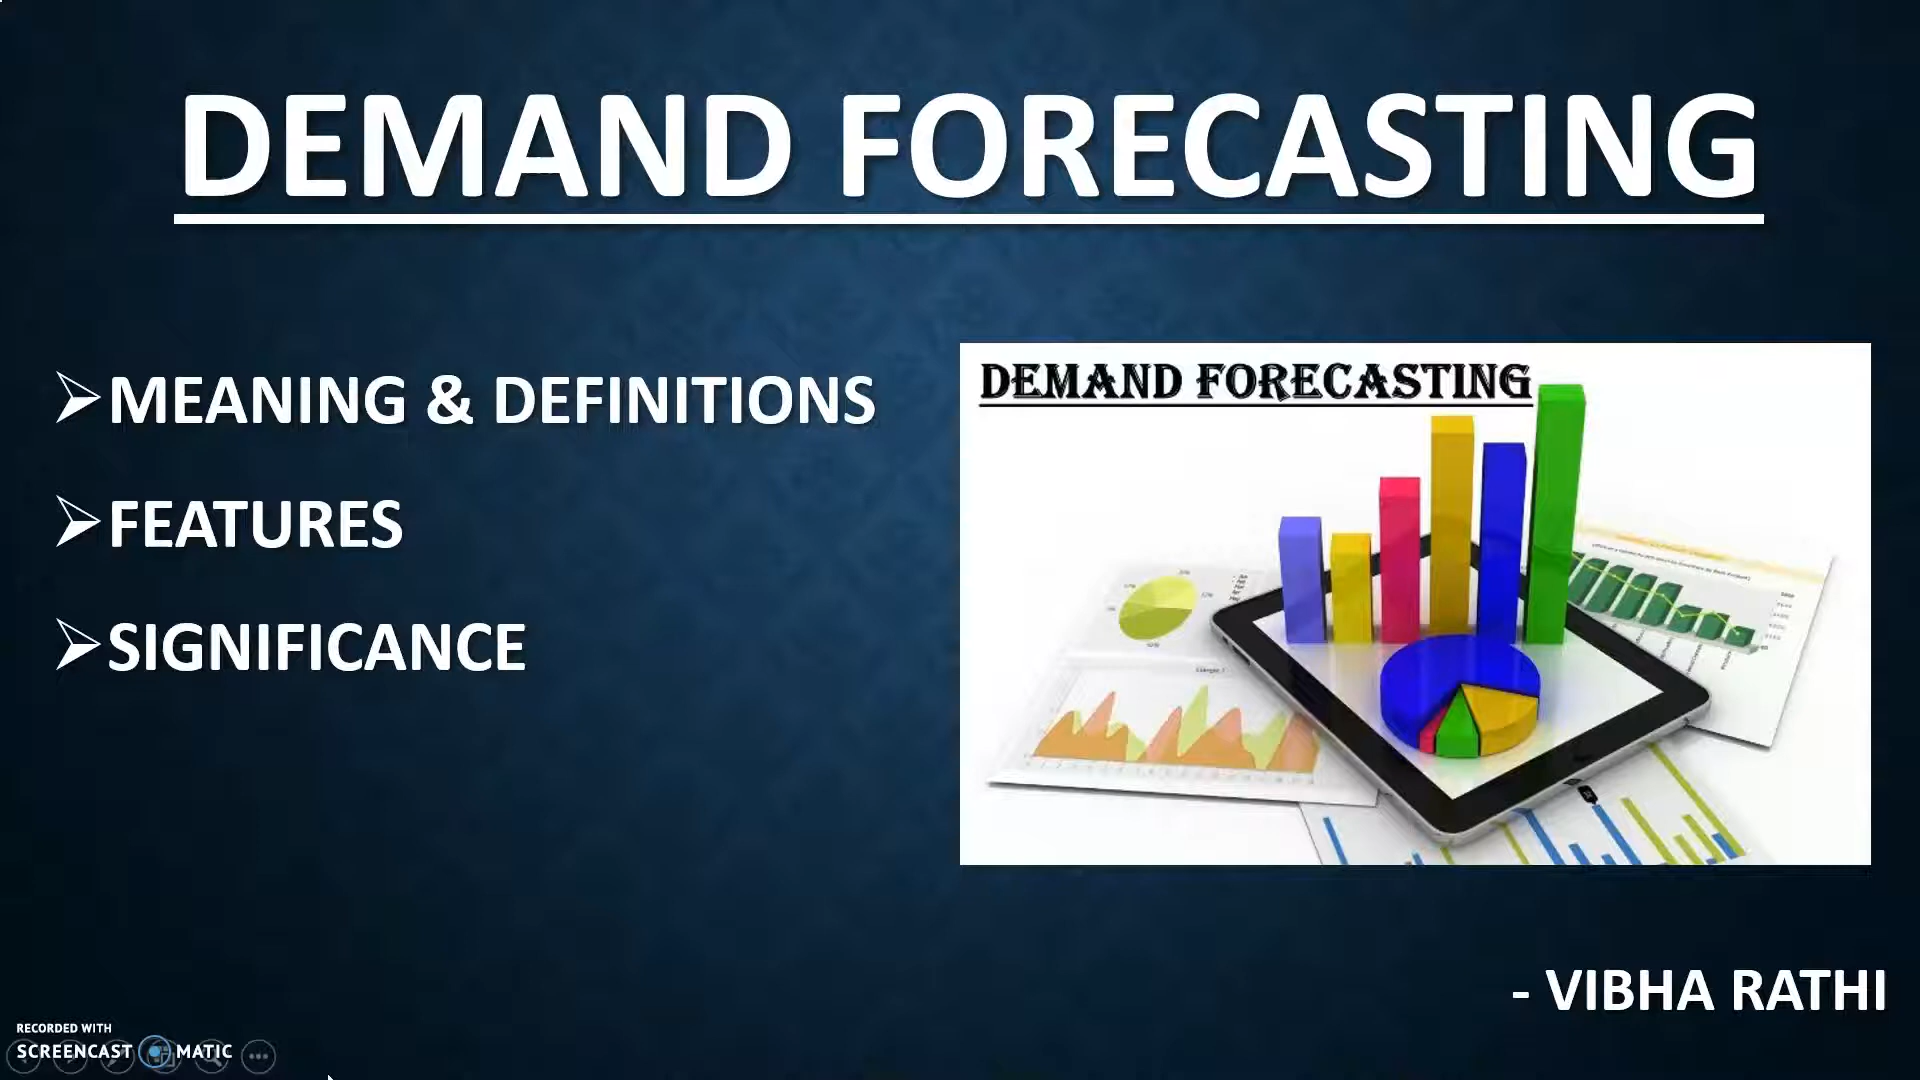 DEMAND FORECASTING
➢MEANING & DEFINITIONS
➢FEATURES
➢SIGNIFICANCE
DEMAND FORECASTING
- VIBHA RATHI
RECORDED WITH
SCREENCAST MATIC